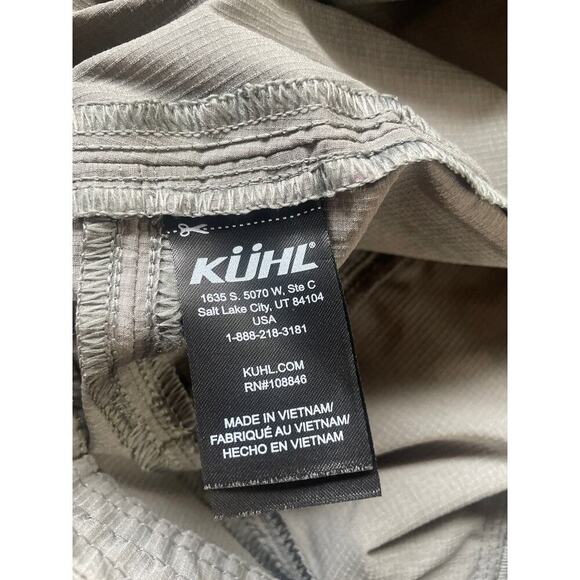 KÜHL®
1635 S. 5070 W, Ste C
Salt Lake City, UT 84104
USA
1-888-218-3181
KUHL.COM
RN#108846
MADE IN VIETNAM/
FABRIQUÉ AU VIETNAM/
HECHO EN VIETNAM